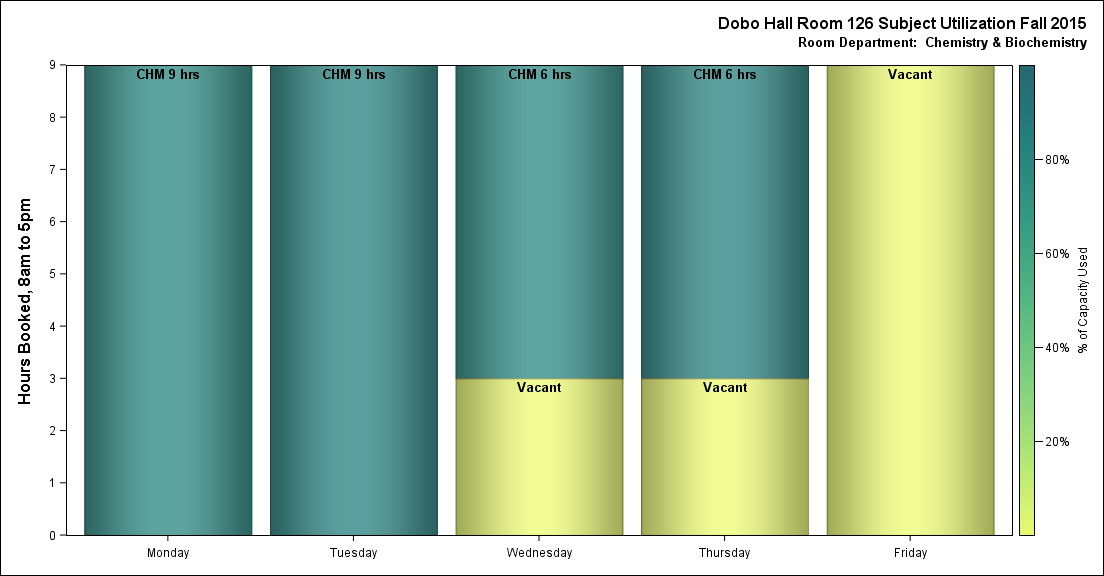 Dobo Hall Room 126 Subject Utilization Fall 2015
Room Department:  Chemistry & Biochemistry
Hours Booked, 8am to 5pm
9
8
7
6
5
4
3
2
1
0
CHM 9 hrs
CHM 9 hrs
CHM 6 hrs
CHM 6 hrs
Vacant
Vacant
Vacant
Monday
Tuesday
Wednesday
Thursday
Friday
80%
60%
40%
20%
% of Capacity Used